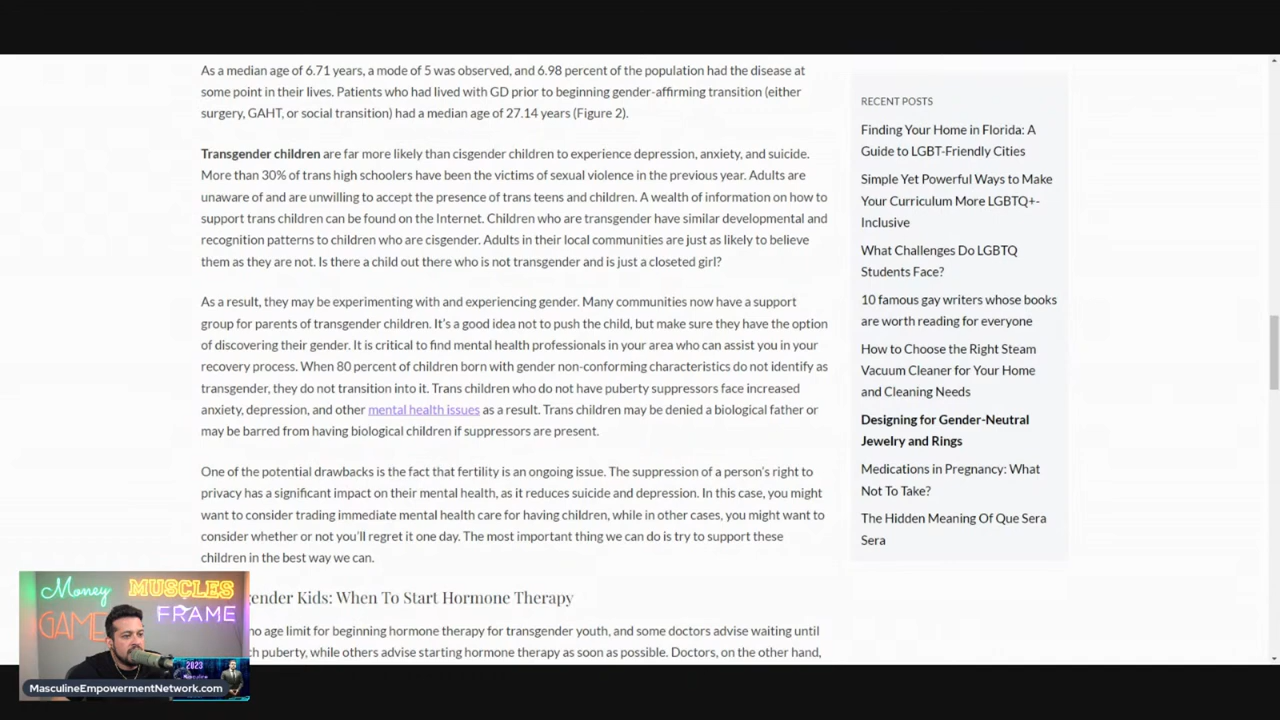 As a median age of 6.71 years, a mode of 5 was observed, and 6.98 percent of the population had the disease at
some point in their lives. Patients who had lived with GD prior to beginning gender-affirming transition (either
surgery, GAHT, or social transition) had a median age of 27.14 years (Figure 2).
Transgender children are far more likely than cisgender children to experience depression, anxiety, and suicide.
More than 30% of trans high schoolers have been the victims of sexual violence in the previous year. Adults are
unaware of and are unwilling to accept the presence of trans teens and children. A wealth of information on how to
support trans children can be found on the Internet. Children who are transgender have similar developmental and
recognition patterns to children who are cisgender. Adults in their local communities are just as likely to believe
them as they are not. Is there a child out there who is not transgender and is just a closeted girl?
As a result, they may be experimenting with and experiencing gender. Many communities now have a support
group for parents of transgender children. It's a good idea not to push the child, but make sure they have the option
of discovering their gender. It is critical to find mental health professionals in your area who can assist you in your
recovery process. When 80 percent of children born with gender non-conforming characteristics do not identify as
transgender, they do not transition into it. Trans children who do not have puberty suppressors face increased
anxiety, depression, and other mental health issues as a result. Trans children may be denied a biological father or
may be barred from having biological children if suppressors are present.
One of the potential drawbacks is the fact that fertility is an ongoing issue. The suppression of a person's right to
privacy has a significant impact on their mental health, as it reduces suicide and depression. In this case, you might
want to consider trading immediate mental health care for having children, while in other cases, you might want to
consider whether or not you'll regret it one day. The most important thing we can do is try to support these
children in the best way we can.
ender Kids: When To Start Hormone Therapy
no age limit for beginning hormone therapy for transgender youth, and some doctors advise waiting until
ch puberty, while others advise starting hormone therapy as soon as possible. Doctors, on the other hand,
RECENT POSTS
Finding Your Home in Florida: A
Guide to LGBT-Friendly Cities
Simple Yet Powerful Ways to Make
Your Curriculum More LGBTQ+-
Inclusive
What Challenges Do LGBTQ
Students Face?
10 famous gay writers whose books
are worth reading for everyone
How to Choose the Right Steam
Vacuum Cleaner for Your Home
and Cleaning Needs
Designing for Gender-Neutral
Jewelry and Rings
Medications in Pregnancy: What
Not To Take?
The Hidden Meaning Of Que Sera
Sera
Money
MUSCLES
GAME
FRAME
2023
MasculineEmpowermentNetwork.com